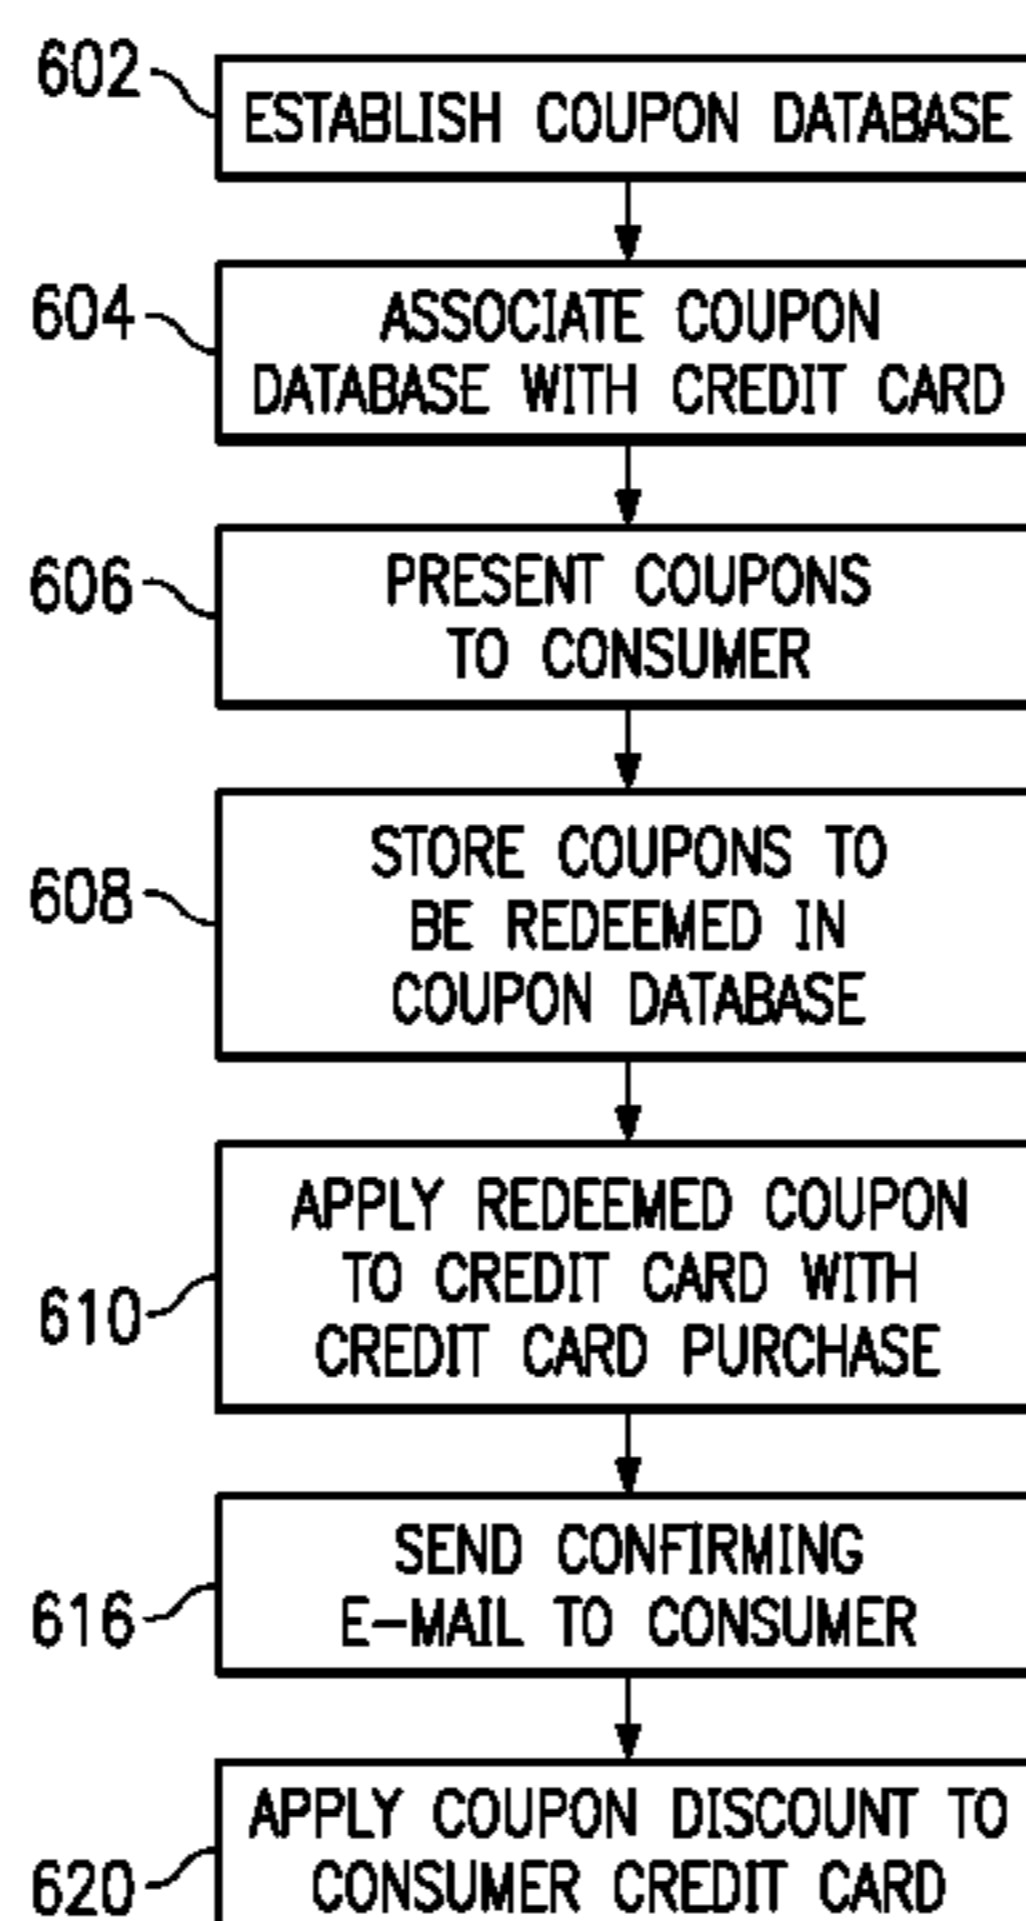 602
ESTABLISH COUPON DATABASE
604
ASSOCIATE COUPON
DATABASE WITH CREDIT CARD
606
PRESENT COUPONS
TO CONSUMER
608
STORE COUPONS TO
BE REDEEMED IN
COUPON DATABASE
610
APPLY REDEEMED COUPON
TO CREDIT CARD WITH
CREDIT CARD PURCHASE
616
SEND CONFIRMING
E-MAIL TO CONSUMER
620
APPLY COUPON DISCOUNT TO
CONSUMER CREDIT CARD